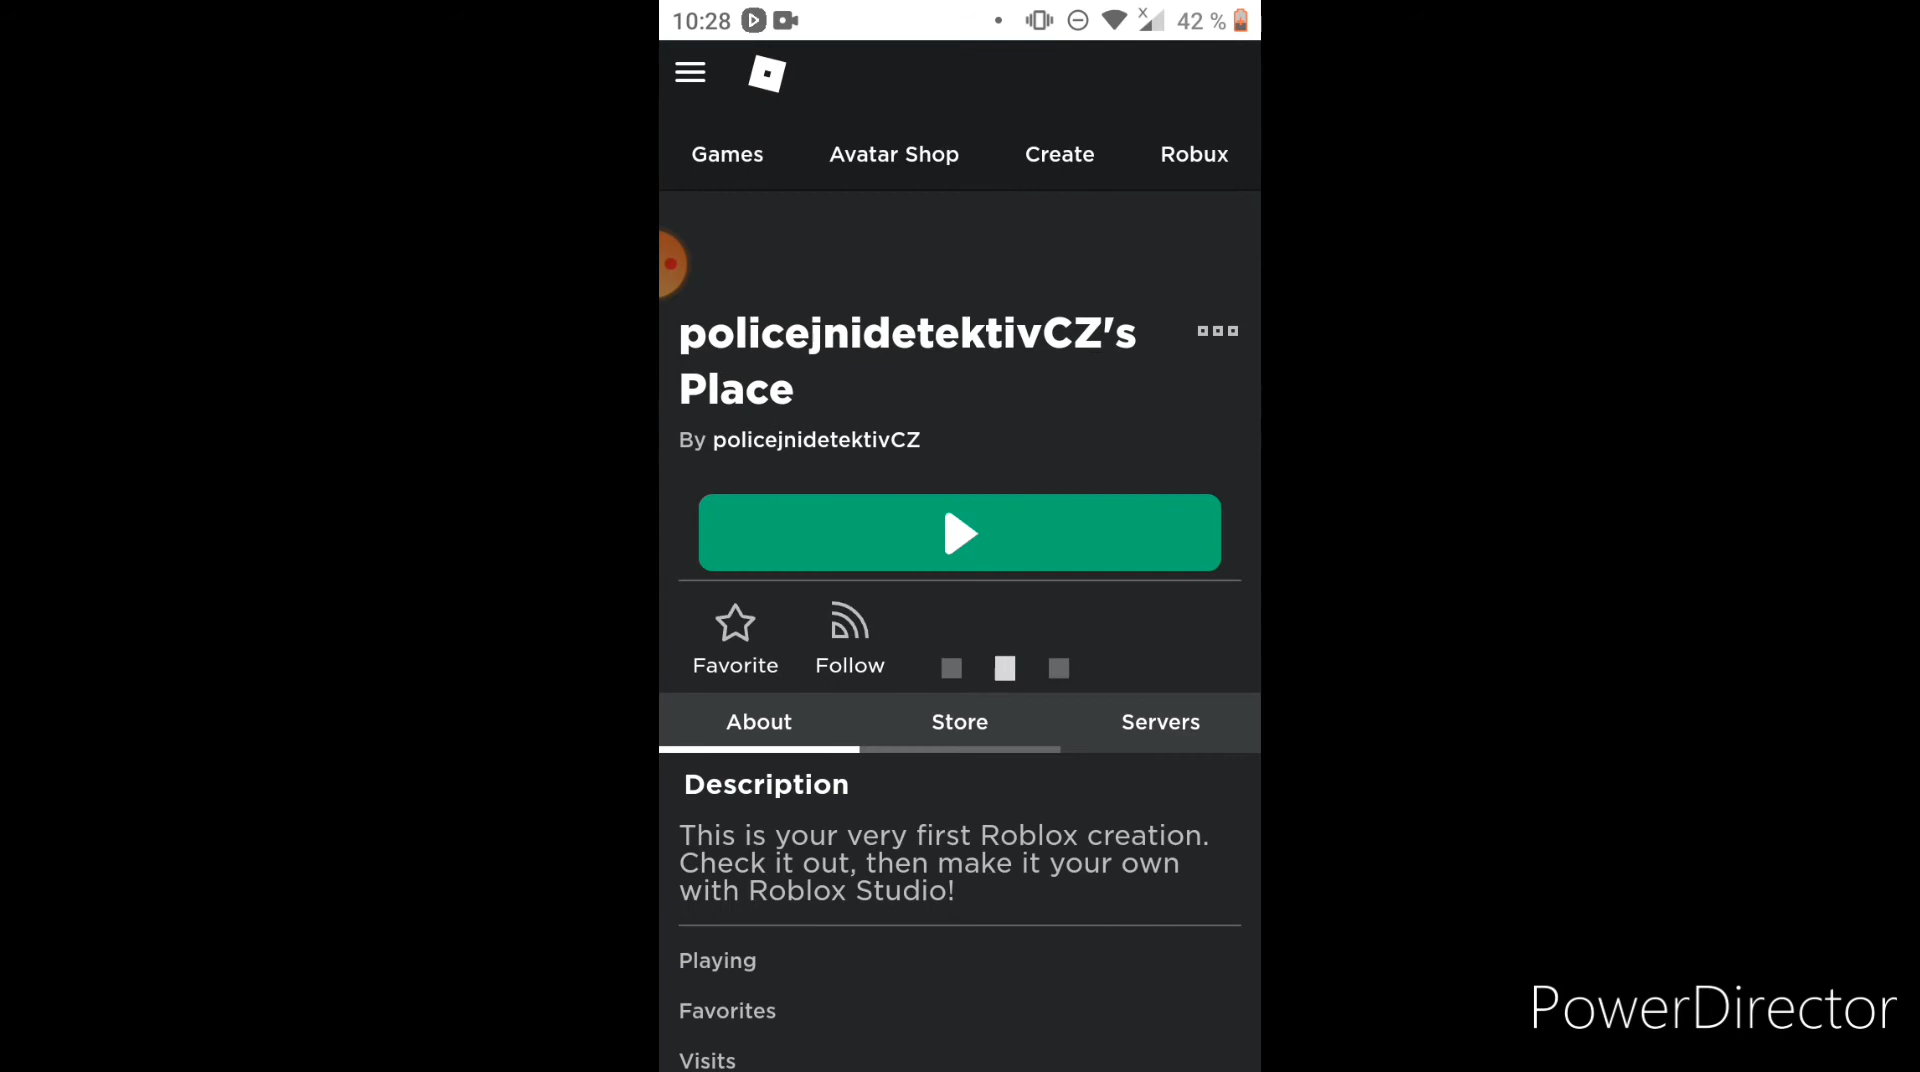 10:28 42 %
Games Avatar Shop Create Robux
policejnidetektivCZ's
Place
By policejnidetektivCZ
Favorite Follow
About Store Servers
Description
This is your very first Roblox creation.
Check it out, then make it your own
with Roblox Studio!
Playing
Favorites
Visits
PowerDirector